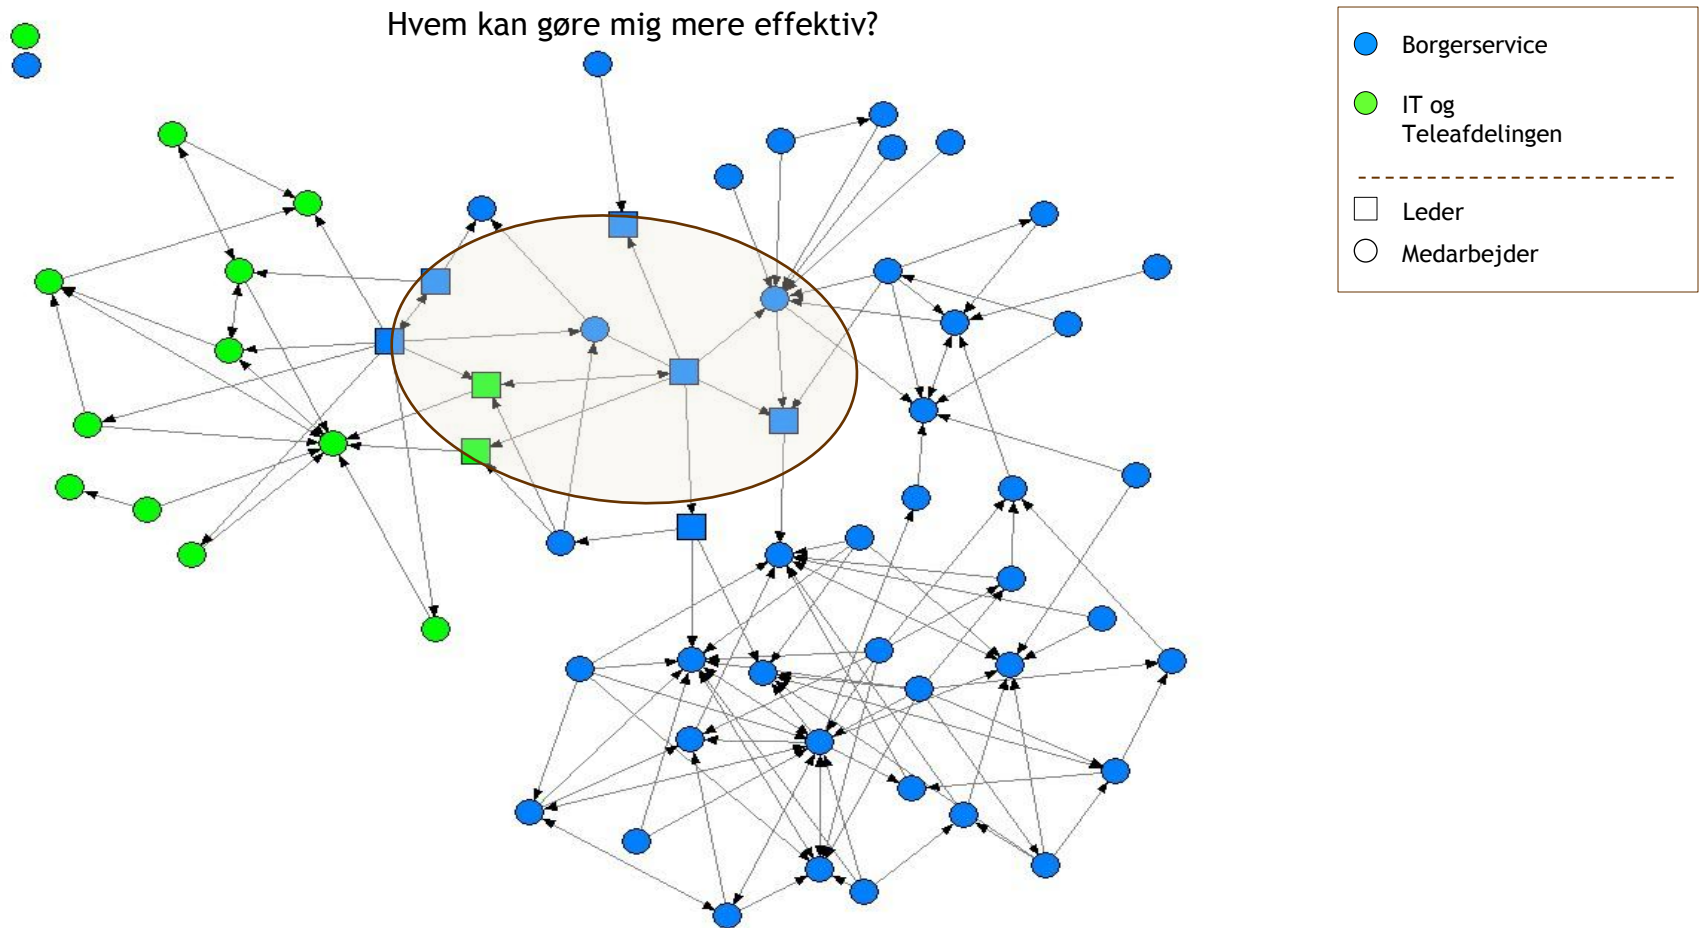 Hvem kan gøre mig mere effektiv?
Borgerservice
IT og
Teleafdelingen
Leder
Medarbejder